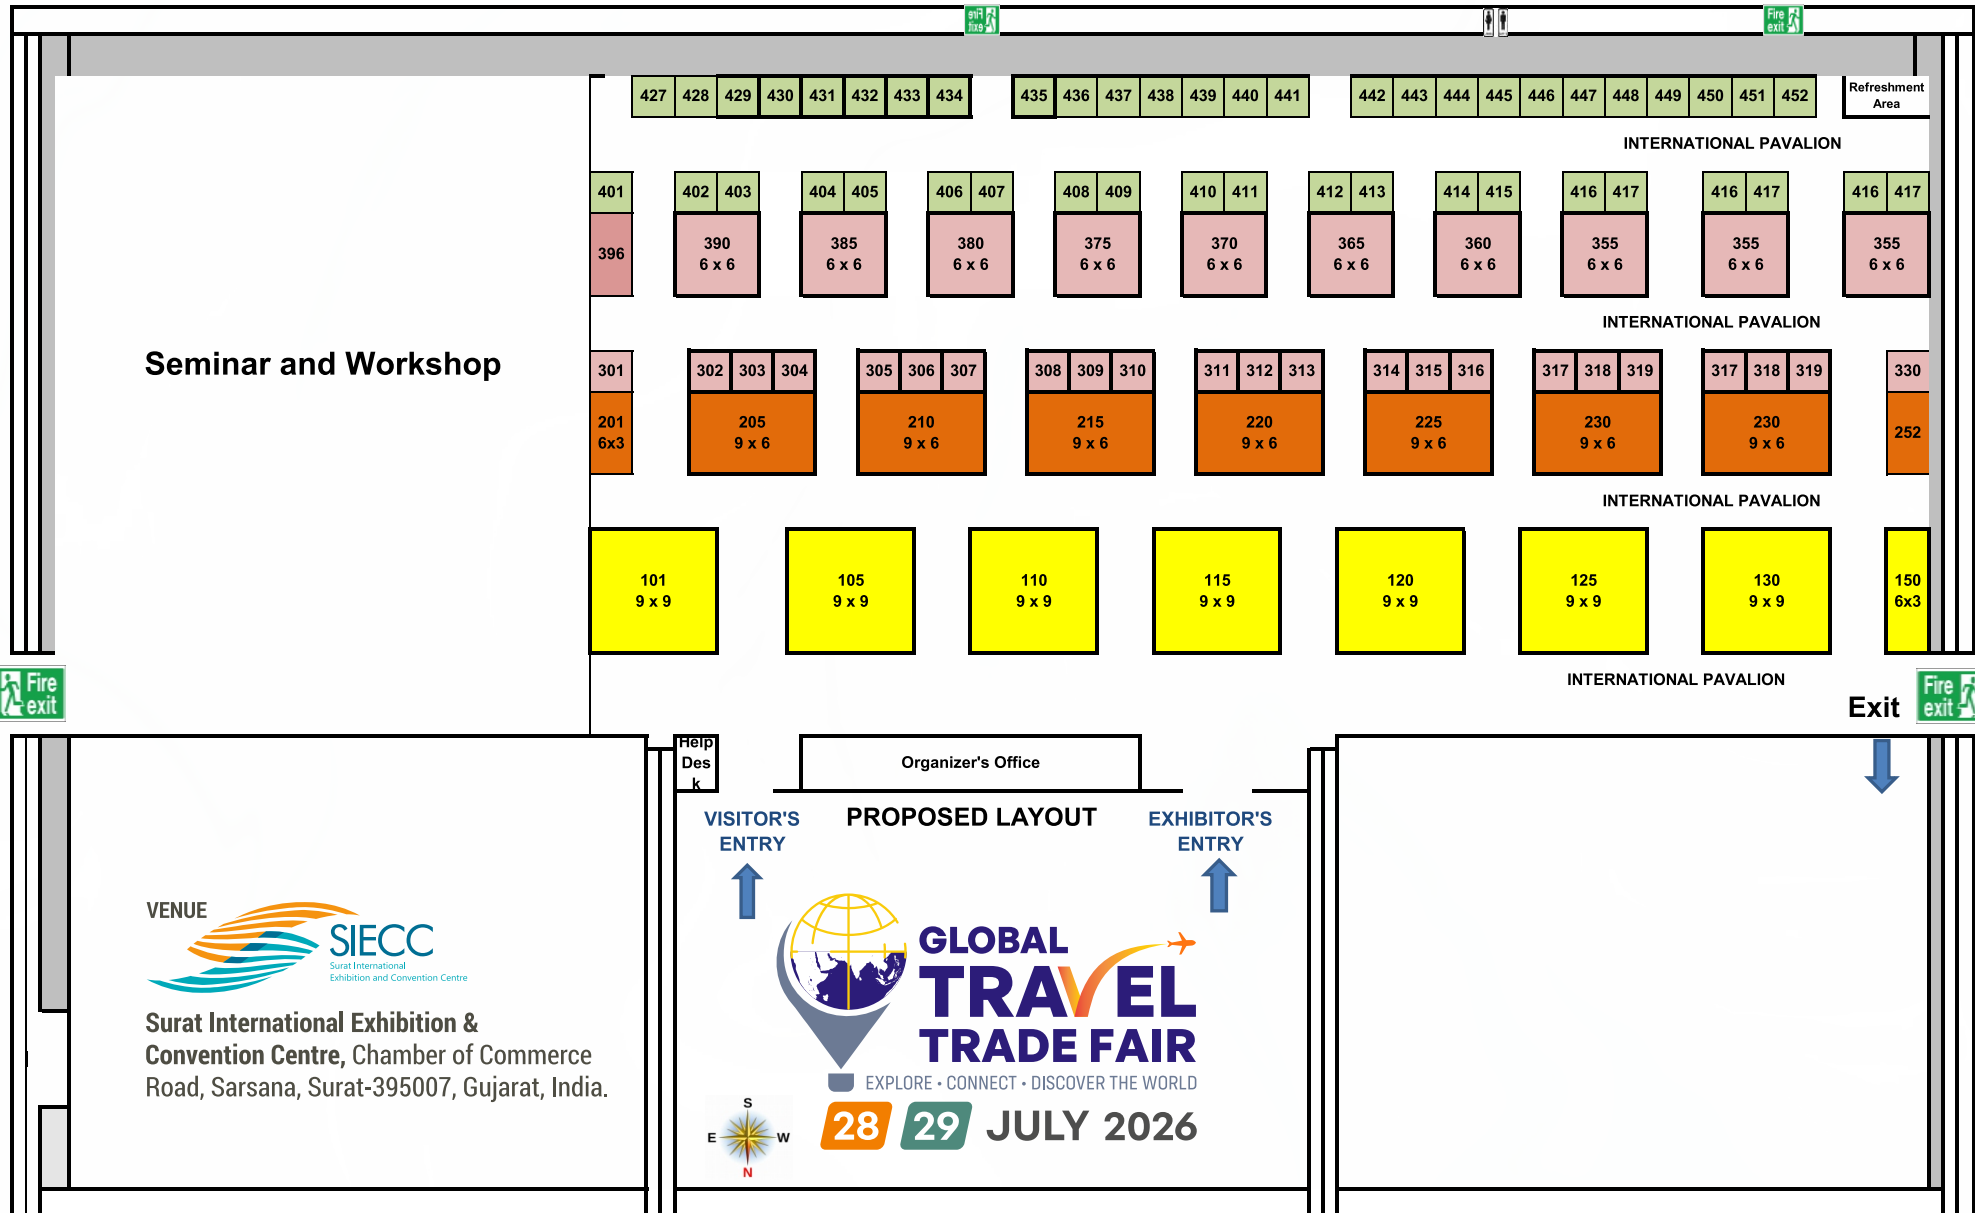 Fire
exit
Fire
exit
427 428 429 430 431 432 433 434 435 436 437 438 439 440 441 442 443 444 445 446 447 448 449 450 451 452
Refreshment
Area
INTERNATIONAL PAVALION
401 402 403 404 405 406 407 408 409 410 411 412 413 414 415 416 417 416 417 416 417
396
390 385 380 375 370 365 360 355 355 355
6 x 6 6 x 6 6 x 6 6 x 6 6 x 6 6 x 6 6 x 6 6 x 6 6 x 6 6 x 6
INTERNATIONAL PAVALION
Seminar and Workshop
301 302 303 304 305 306 307 308 309 310 311 312 313 314 315 316 317 318 319 317 318 319 330
201 205 210 215 220 225 230 230 252
6x3 9 x 6 9 x 6 9 x 6 9 x 6 9 x 6 9 x 6 9 x 6
INTERNATIONAL PAVALION
101 105 110 115 120 125 130 150
9 x 9 9 x 9 9 x 9 9 x 9 9 x 9 9 x 9 9 x 9 6x3
INTERNATIONAL PAVALION
Fire
exit
Exit
Fire
exit
Help
Des
k
Organizer's Office
VISITOR'S
ENTRY
PROPOSED LAYOUT
EXHIBITOR'S
ENTRY
VENUE
SIECC
Surat International
Exhibition and Convention Centre
Surat International Exhibition &
Convention Centre, Chamber of Commerce
Road, Sarsana, Surat-395007, Gujarat, India.
GLOBAL
TRAVEL
TRADE FAIR
EXPLORE • CONNECT • DISCOVER THE WORLD
28 29 JULY 2026
S
E W
N